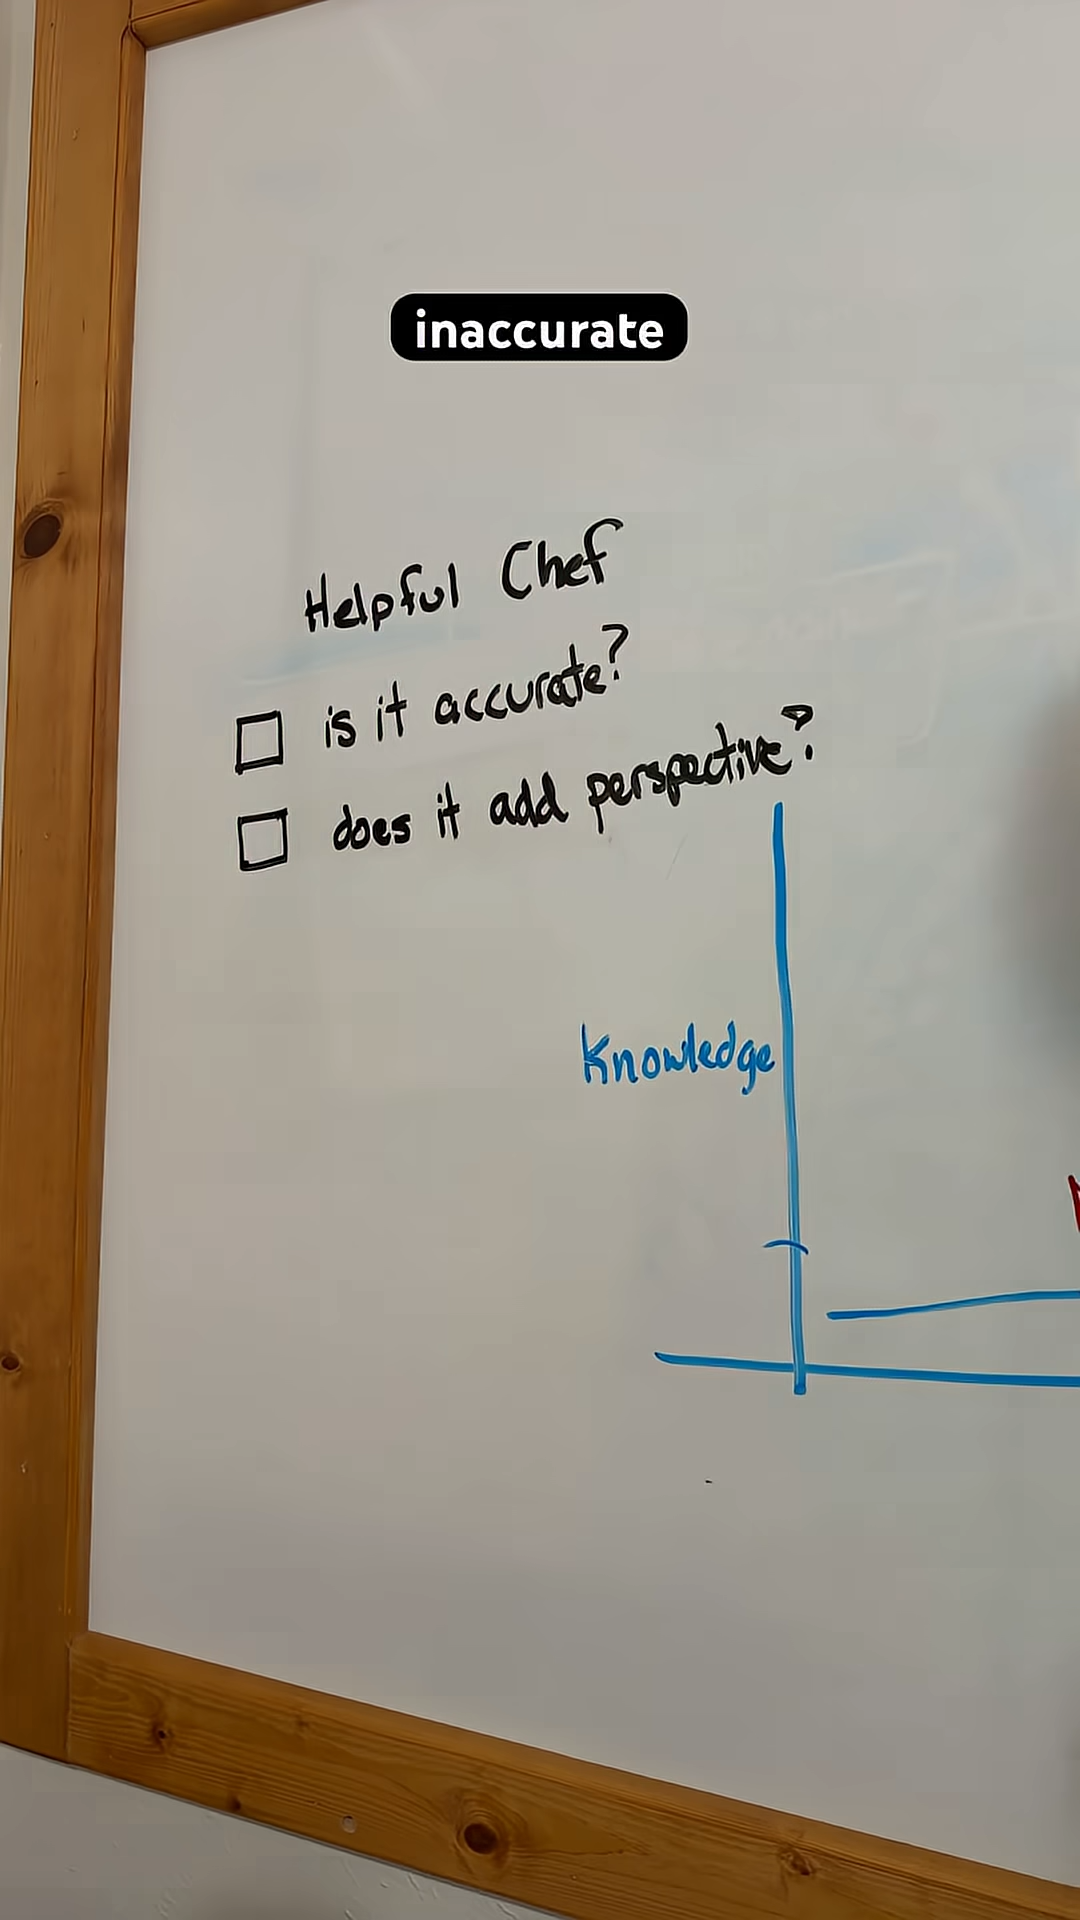 inaccurate
Helpful Chef
is it accurate?
does it add perspective?
Knowledge